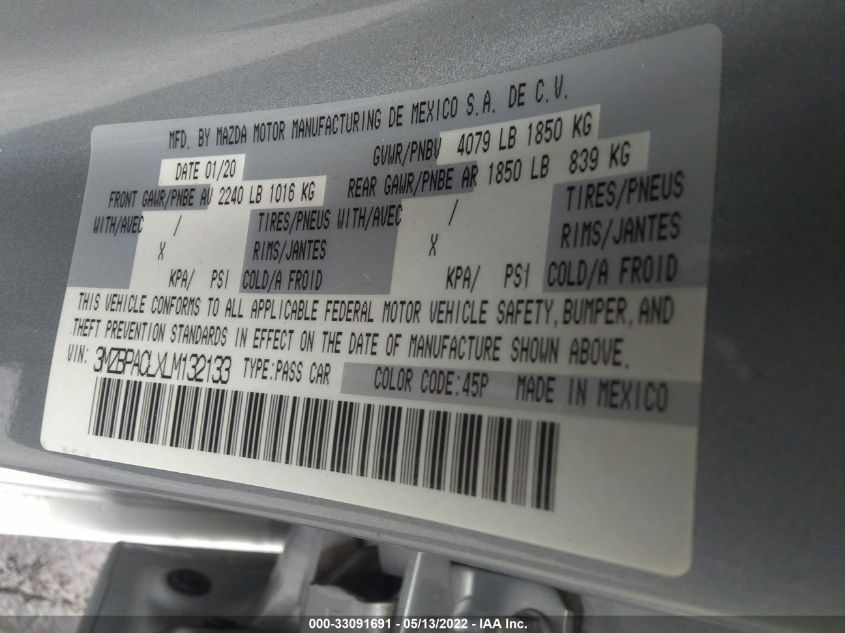 MFD. BY MAZDA MOTOR MANUFACTURING DE MEXICO S.A. DE C.V.
DATE 01/20 GVWR/PNBV 4079 LB 1850 KG
FRONT GAWR/PNBE AV 2240 LB 1016 KG REAR GAWR/PNBE AR 1850 LB 839 KG
WITH/AVEC / TIRES/PNEUS WITH/AVEC / TIRES/PNEUS
X RIMS/JANTES X RIMS/JANTES
KPA/ PSI COLD/A FROID KPA/ PSI COLD/A FROID
THIS VEHICLE CONFORMS TO ALL APPLICABLE FEDERAL MOTOR VEHICLE SAFETY, BUMPER, AND
THEFT PREVENTION STANDARDS IN EFFECT ON THE DATE OF MANUFACTURE SHOWN ABOVE.
VIN: 3MZBPACLXLM132133 TYPE:PASS CAR COLOR CODE:45P MADE IN MEXICO
000-33091691 - 05/13/2022 - IAA Inc.